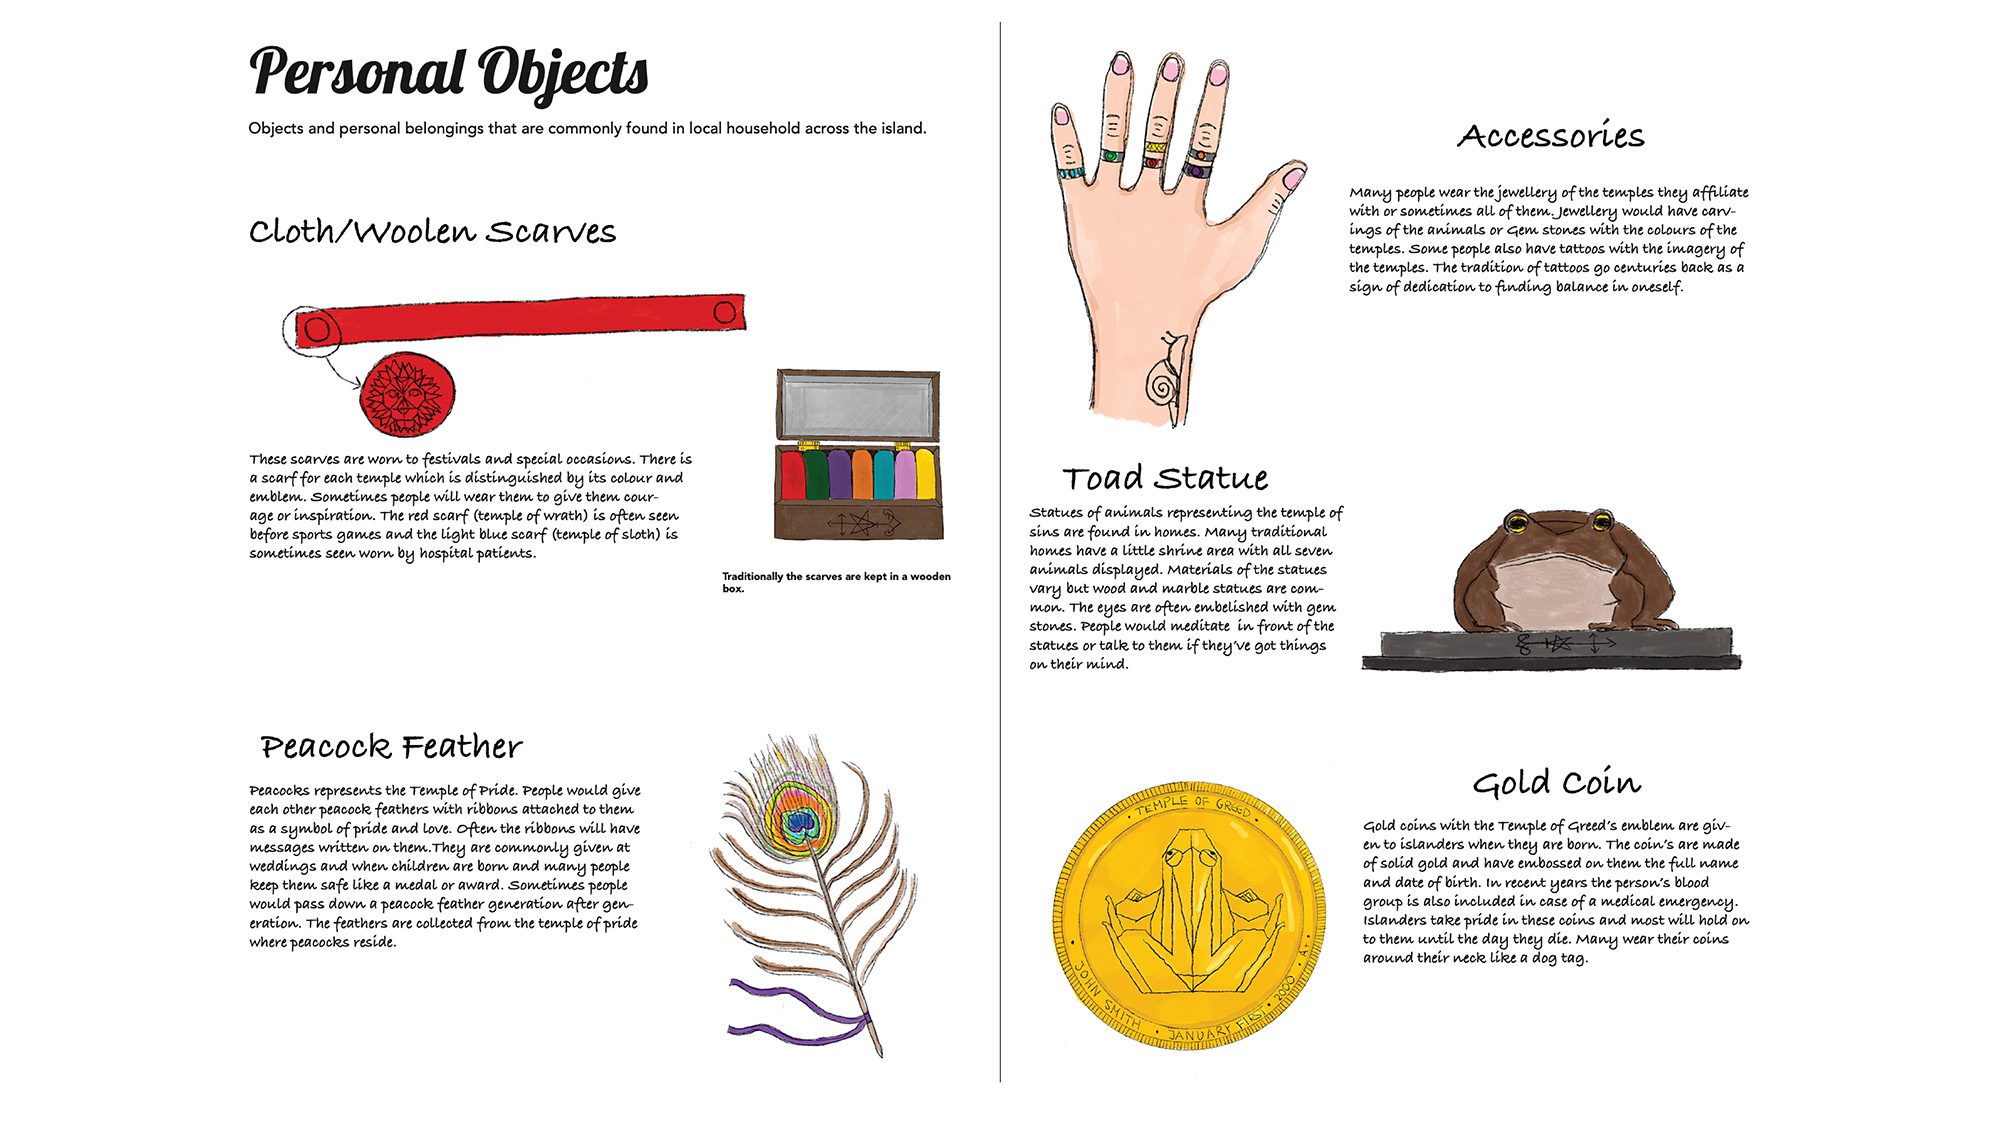 Personal Objects
Objects and personal belongings that are commonly found in local household across the island.
Cloth/Woolen Scarves
These scarves are worn to festivals and special occasions. There is
a scarf for each temple which is distinguished by its colour and
emblem. Sometimes people will wear them to give them cour-
age or inspiration. The red scarf (temple of wrath) is often seen
before sports games and the light blue scarf (temple of sloth) is
sometimes seen worn by hospital patients.
Traditionally the scarves are kept in a wooden
box.
Peacock Feather
Peacocks represents the Temple of Pride. People would give
each other peacock feathers with ribbons attached to them
as a symbol of pride and love. Often the ribbons will have
messages written on them.They are commonly given at
weddings and when children are born and many people
keep them safe like a medal or award. Sometimes people
would pass down a peacock feather generation after gen-
eration. The feathers are collected from the temple of pride
where peacocks reside.
Accessories
Many people wear the jewellery of the temples they affiliate
with or sometimes all of them. Jewellery would have carv-
ings of the animals or Gem stones with the colours of the
temples. Some people also have tattoos with the imagery of
the temples. The tradition of tattoos go centuries back as a
sign of dedication to finding balance in oneself.
Toad Statue
Statues of animals representing the temple of
sins are found in homes. Many traditional
homes have a little shrine area with all seven
animals displayed. Materials of the statues
vary but wood and marble statues are com-
mon. The eyes are often embelished with gem
stones. People would meditate in front of the
statues or talk to them if they've got things
on their mind.
Gold Coin
Gold coins with the Temple of Greed's emblem are giv-
en to islanders when they are born. The coin's are made
of solid gold and have embossed on them the full name
and date of birth. In recent years the person's blood
group is also included in case of a medical emergency.
Islanders take pride in these coins and most will hold on
to them until the day they die. Many wear their coins
around their neck like a dog tag.
• TEMPLE OF GREED •
• JOHN SMITH • JANUARY FIRST • 2000 • A+ •